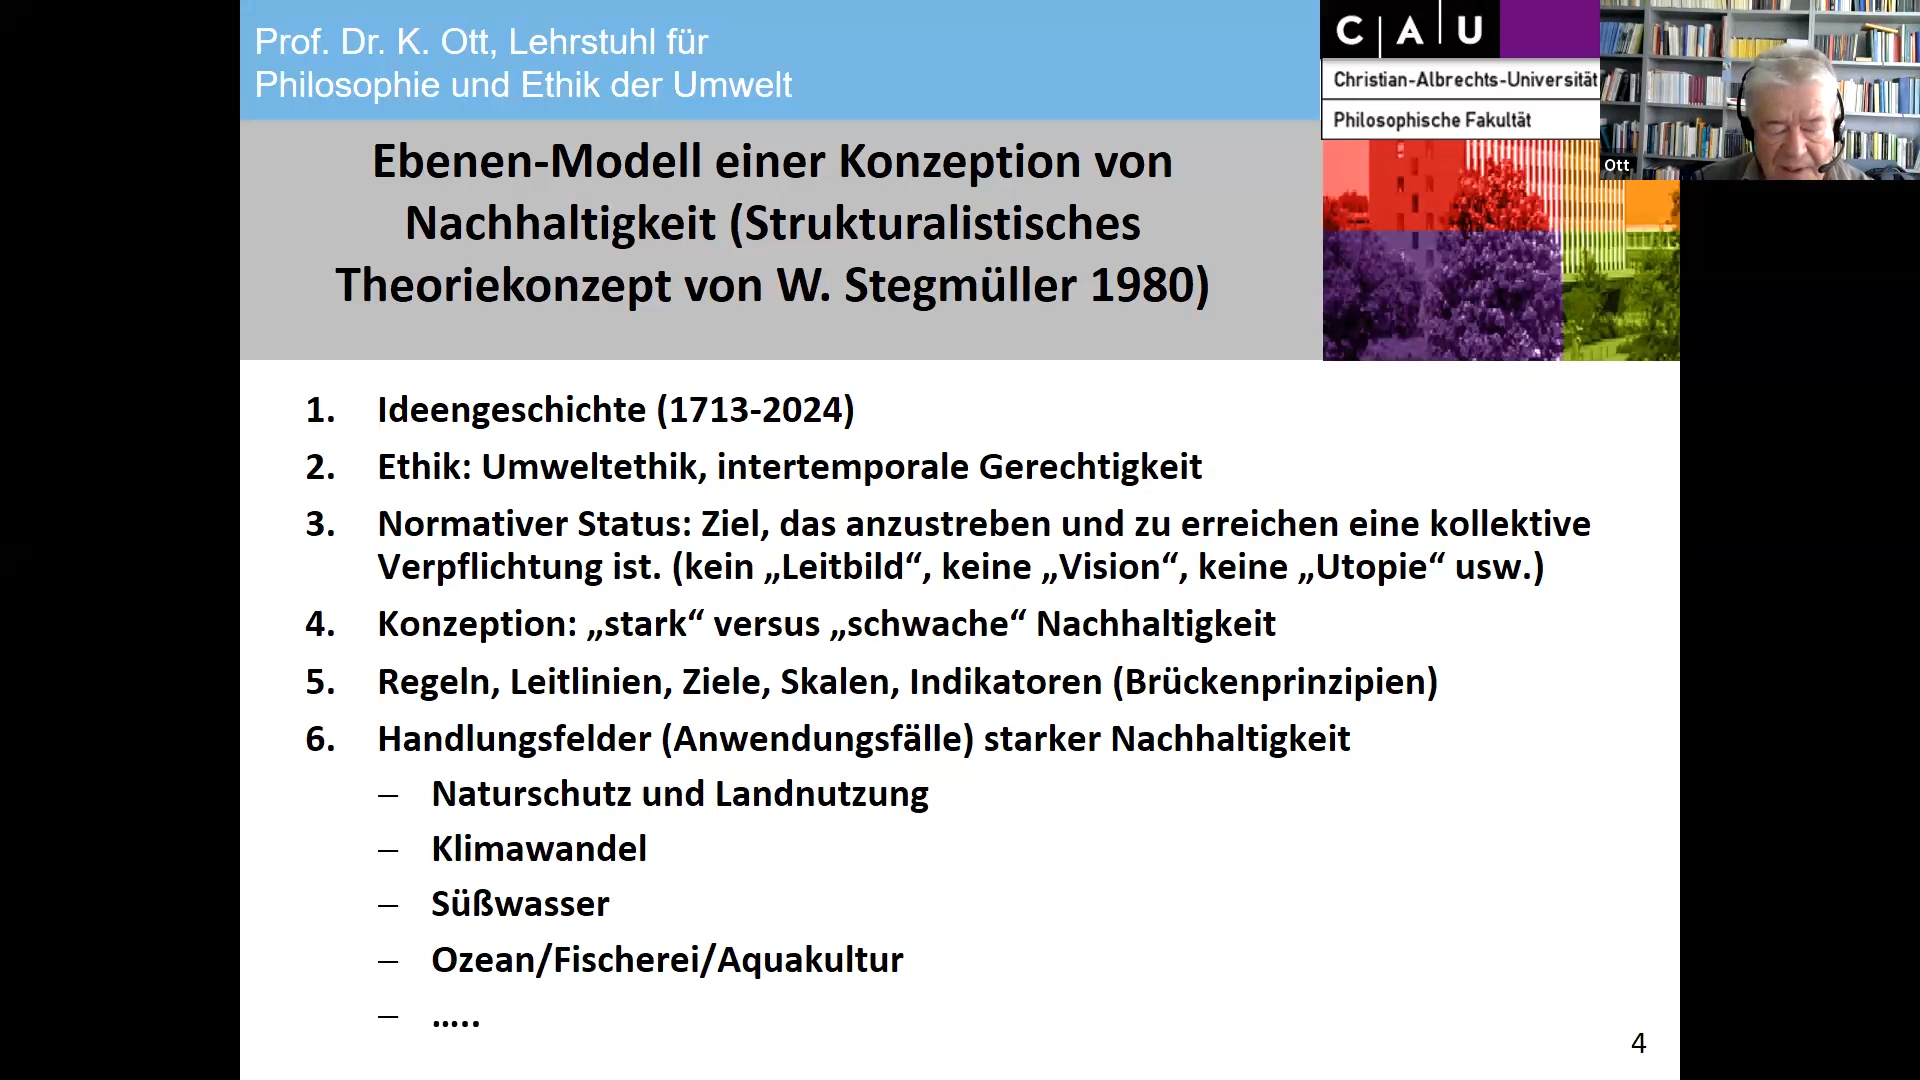 Prof. Dr. K. Ott, Lehrstuhl für
Philosophie und Ethik der Umwelt
C|A|U
Christian-Albrechts-Universität
Philosophische Fakultät
Ott
Ebenen-Modell einer Konzeption von
Nachhaltigkeit (Strukturalistisches
Theoriekonzept von W. Stegmüller 1980)
1. Ideengeschichte (1713-2024)
2. Ethik: Umweltethik, intertemporale Gerechtigkeit
3. Normativer Status: Ziel, das anzustreben und zu erreichen eine kollektive
Verpflichtung ist. (kein „Leitbild“, keine „Vision“, keine „Utopie“ usw.)
4. Konzeption: „stark“ versus „schwache“ Nachhaltigkeit
5. Regeln, Leitlinien, Ziele, Skalen, Indikatoren (Brückenprinzipien)
6. Handlungsfelder (Anwendungsfälle) starker Nachhaltigkeit
– Naturschutz und Landnutzung
– Klimawandel
– Süßwasser
– Ozean/Fischerei/Aquakultur
– …..
4